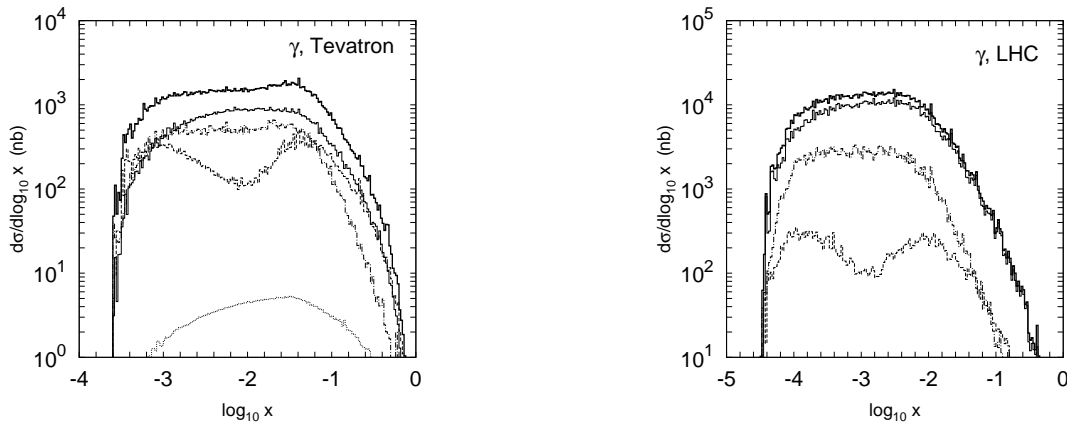 γ, Tevatron
dσ/dlog₁₀ x (nb)
10⁴
10³
10²
10¹
10⁰
-4 -3 -2 -1 0
log₁₀ x
γ, LHC
dσ/dlog₁₀ x (nb)
10⁵
10⁴
10³
10²
10¹
-5 -4 -3 -2 -1 0
log₁₀ x